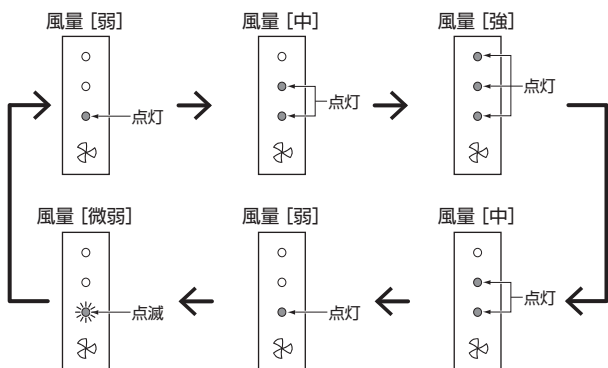 風量 [弱]
風量 [中]
風量 [強]
点灯
点灯
点灯
風量 [微弱]
風量 [弱]
風量 [中]
点滅
点灯
点灯